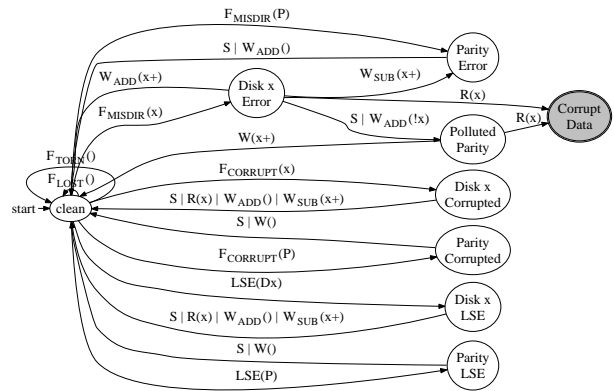 F_MISDIR(P)
S | W_ADD()
Parity
Error
W_ADD(x+)
Disk x
Error
W_SUB(x+)
R(x)
F_MISDIR(x)
S | W_ADD(!x)
Corrupt
Data
R(x)
Polluted
Parity
W(x+)
F_TORN()
F_LOST()
F_CORRUPT(x)
Disk x
Corrupted
S | R(x) | W_ADD() | W_SUB(x+)
start
clean
S | W()
Parity
Corrupted
F_CORRUPT(P)
LSE(Dx)
Disk x
LSE
S | R(x) | W_ADD() | W_SUB(x+)
S | W()
Parity
LSE
LSE(P)